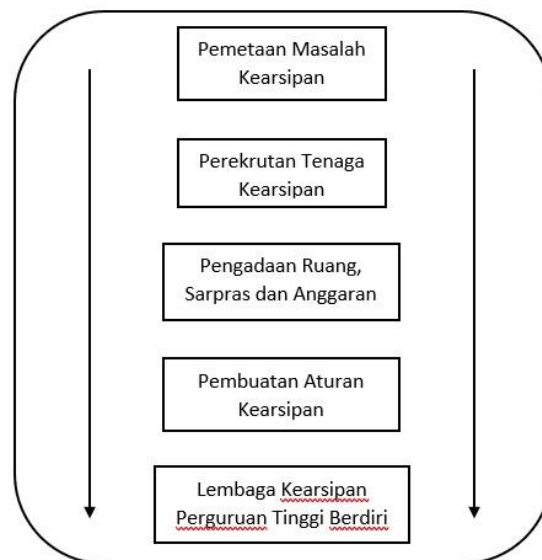 Pemetaan Masalah
Kearsipan
Perekrutan Tenaga
Kearsipan
Pengadaan Ruang,
Sarpras dan Anggaran
Pembuatan Aturan
Kearsipan
Lembaga Kearsipan
Perguruan Tinggi Berdiri